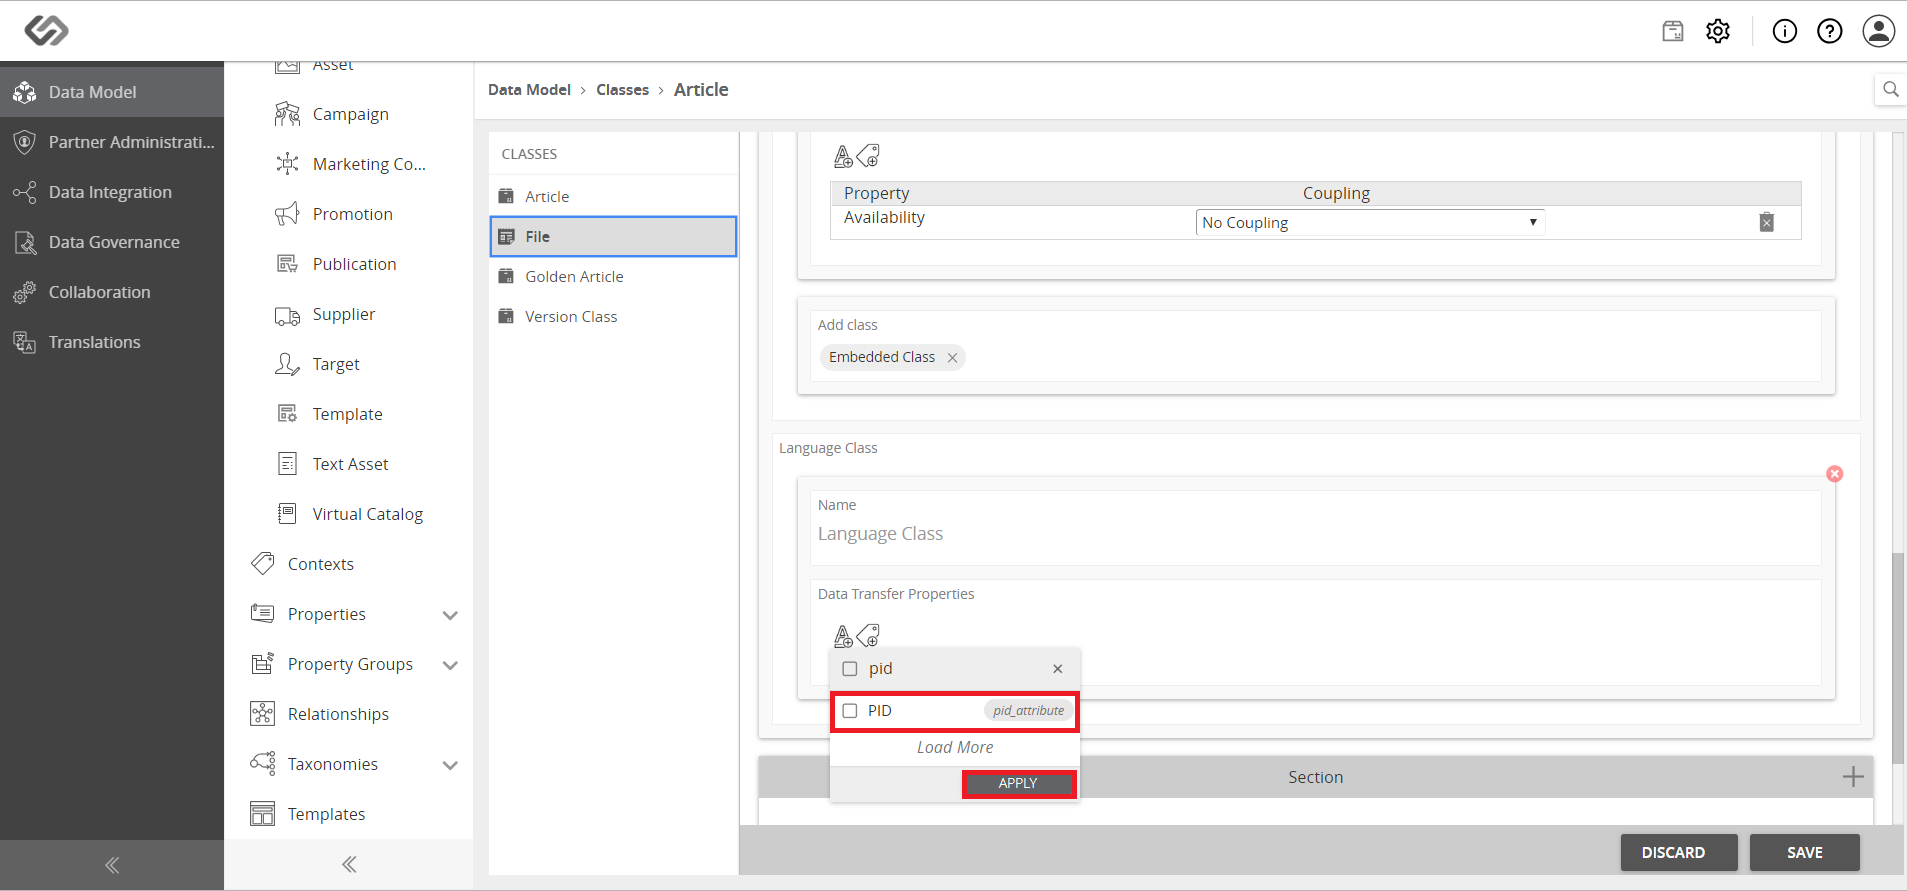 Data Model
Partner Administrati...
Data Integration
Data Governance
Collaboration
Translations
Asset
Campaign
Marketing Co...
Promotion
Publication
Supplier
Target
Template
Text Asset
Virtual Catalog
Contexts
Properties
Property Groups
Relationships
Taxonomies
Templates
Data Model > Classes > Article
CLASSES
Article
File
Golden Article
Version Class
Property Coupling
Availability No Coupling
Add class
Embedded Class
Language Class
Name
Language Class
Data Transfer Properties
pid
PID pid_attribute
Load More
APPLY
Section
DISCARD SAVE